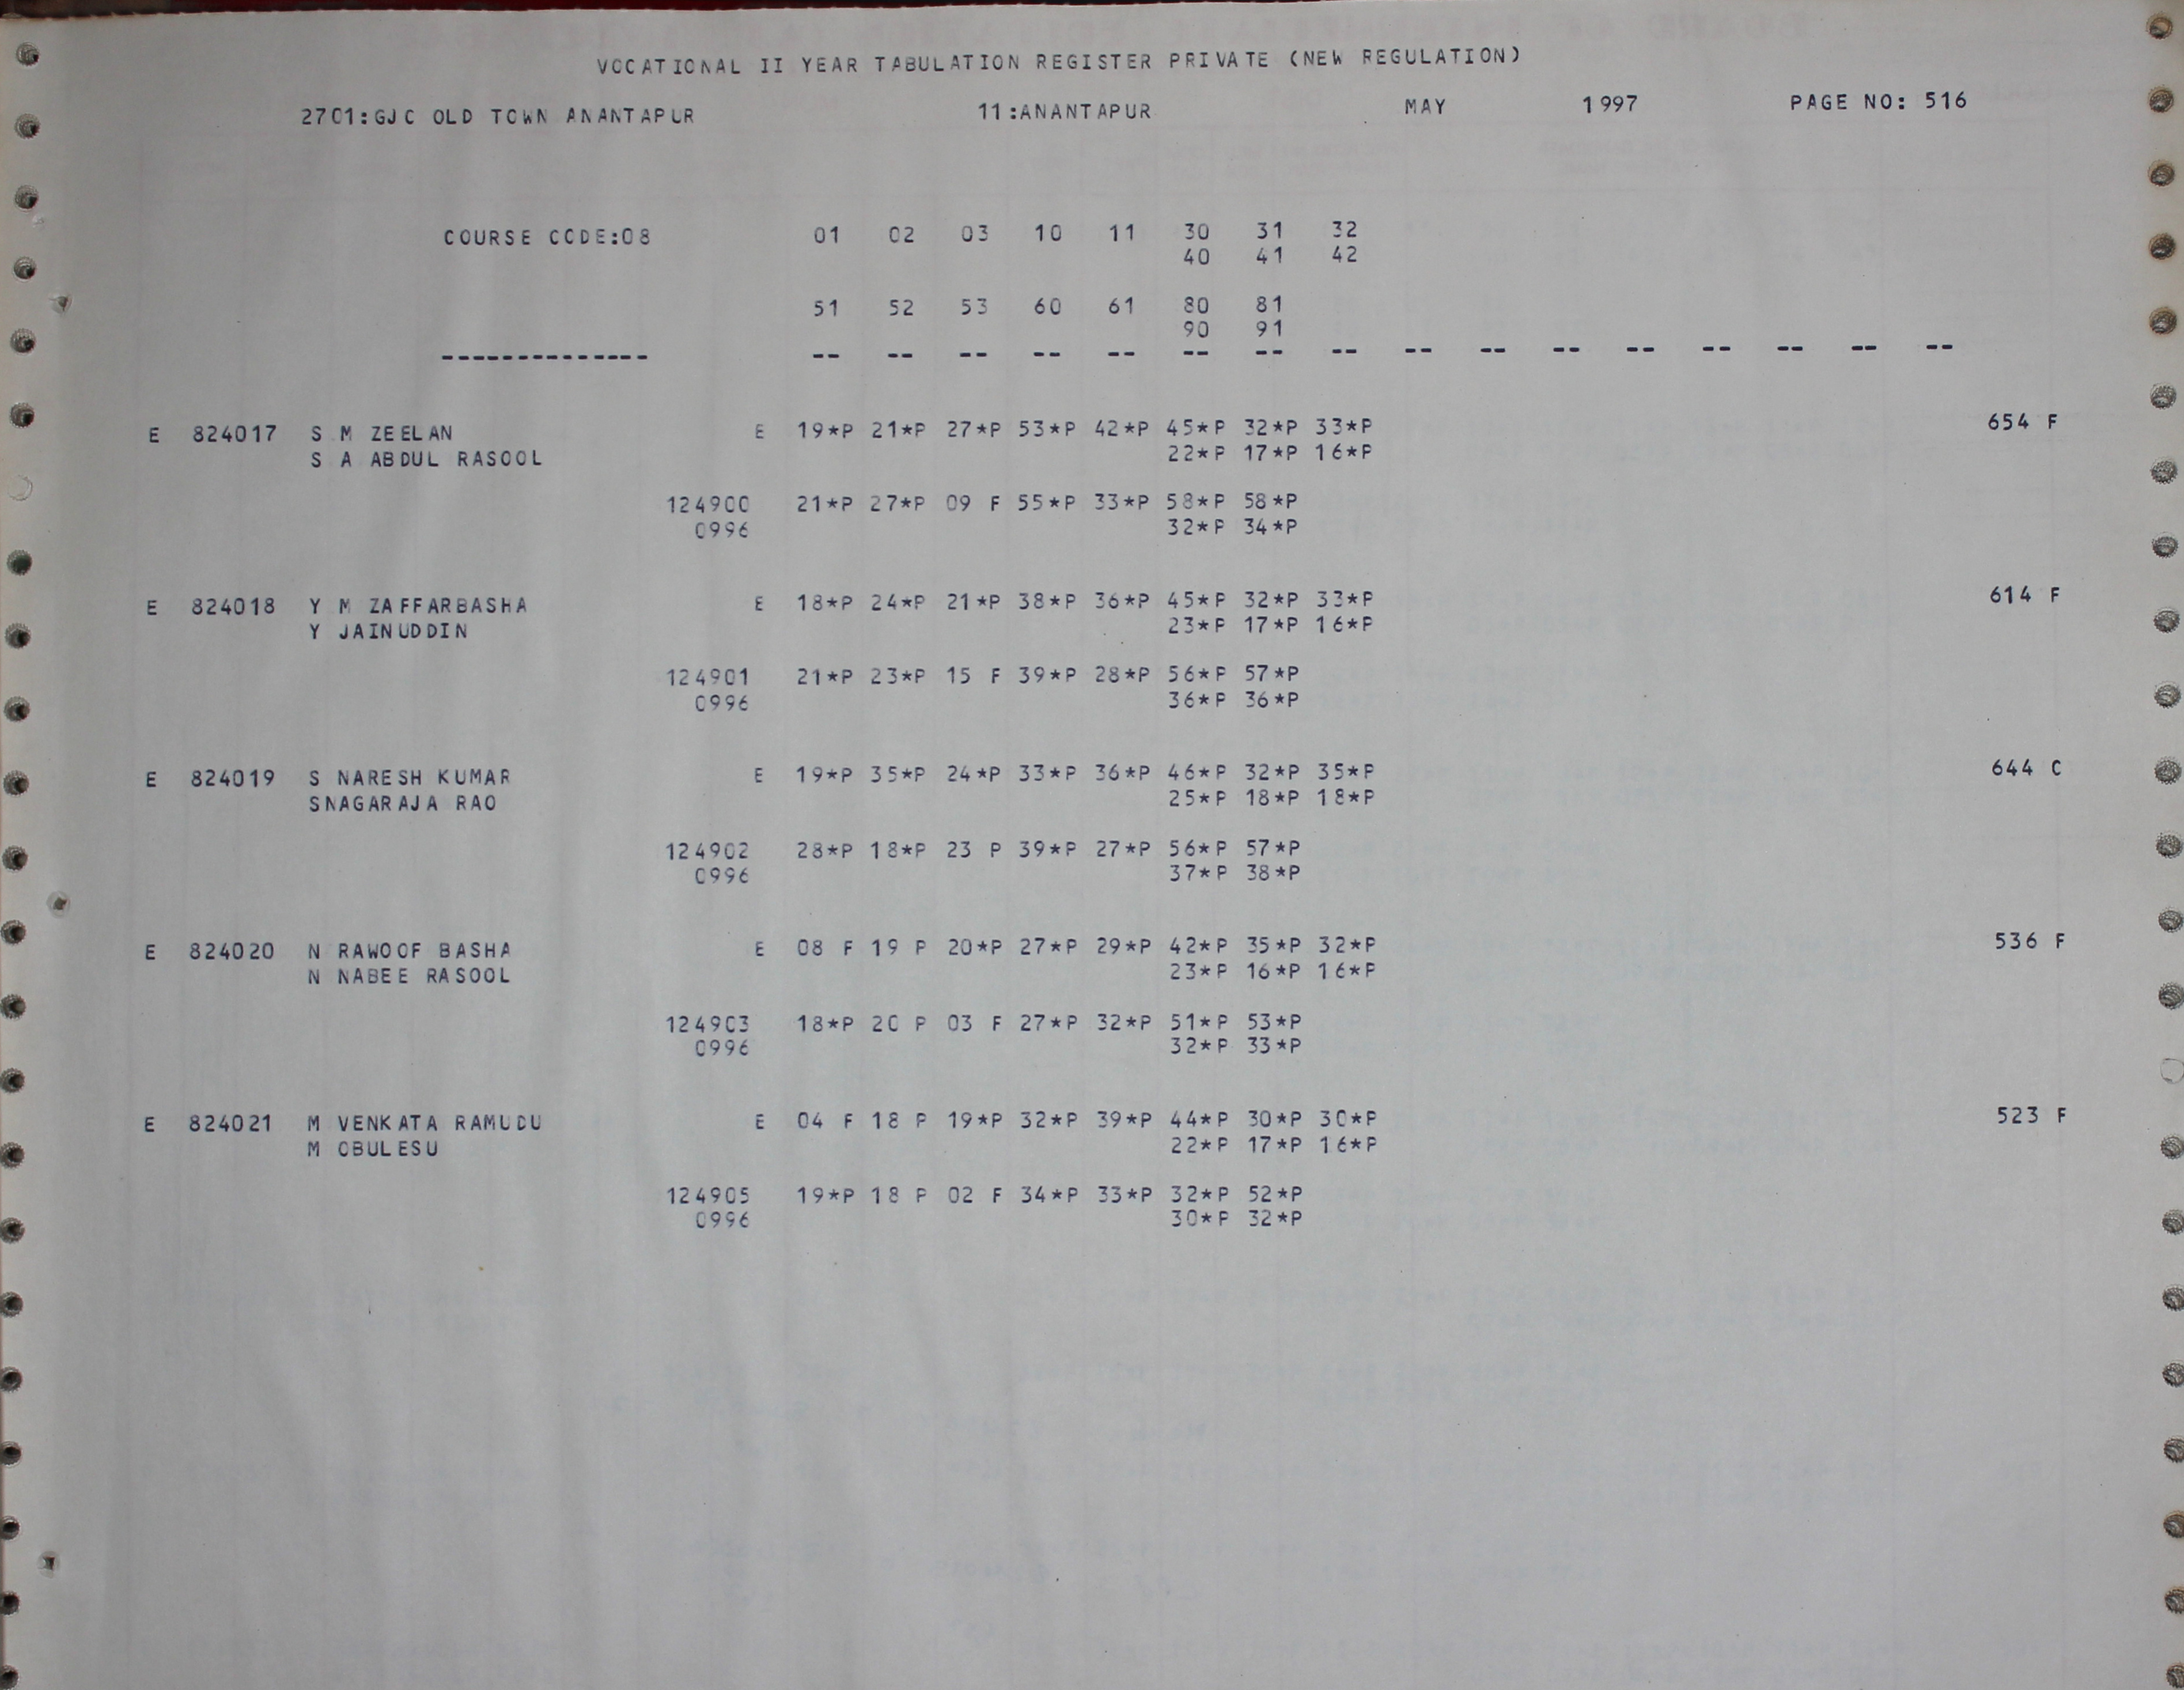 VOCATIONAL II YEAR TABULATION REGISTER PRIVATE (NEW REGULATION)
2701:GJC OLD TOWN ANANTAPUR 11:ANANTAPUR MAY 1997 PAGE NO: 516
COURSE CODE:08 01 02 03 10 11 30 31 32
40 41 42
51 52 53 60 61 80 81
90 91
-------------- -- -- -- -- -- -- -- -- -- -- -- -- -- -- -- --
E 824017 S M ZEELAN E 19*P 21*P 27*P 53*P 42*P 45*P 32*P 33*P 654 F
S A ABDUL RASOOL 22*P 17*P 16*P
124900 21*P 27*P 09 F 55*P 33*P 58*P 58*P
0996 32*P 34*P
E 824018 Y M ZAFFARBASHA E 18*P 24*P 21*P 38*P 36*P 45*P 32*P 33*P 614 F
Y JAINUDDIN 23*P 17*P 16*P
124901 21*P 23*P 15 F 39*P 28*P 56*P 57*P
0996 36*P 36*P
E 824019 S NARESH KUMAR E 19*P 35*P 24*P 33*P 36*P 46*P 32*P 35*P 644 C
SNAGARAJA RAO 25*P 18*P 18*P
124902 28*P 18*P 23 P 39*P 27*P 56*P 57*P
0996 37*P 38*P
E 824020 N RAWOOF BASHA E 08 F 19 P 20*P 27*P 29*P 42*P 35*P 32*P 536 F
N NABEE RASOOL 23*P 16*P 16*P
124903 18*P 20 P 03 F 27*P 32*P 51*P 53*P
0996 32*P 33*P
E 824021 M VENKATA RAMUDU E 04 F 18 P 19*P 32*P 39*P 44*P 30*P 30*P 523 F
M OBULESU 22*P 17*P 16*P
124905 19*P 18 P 02 F 34*P 33*P 32*P 52*P
0996 30*P 32*P